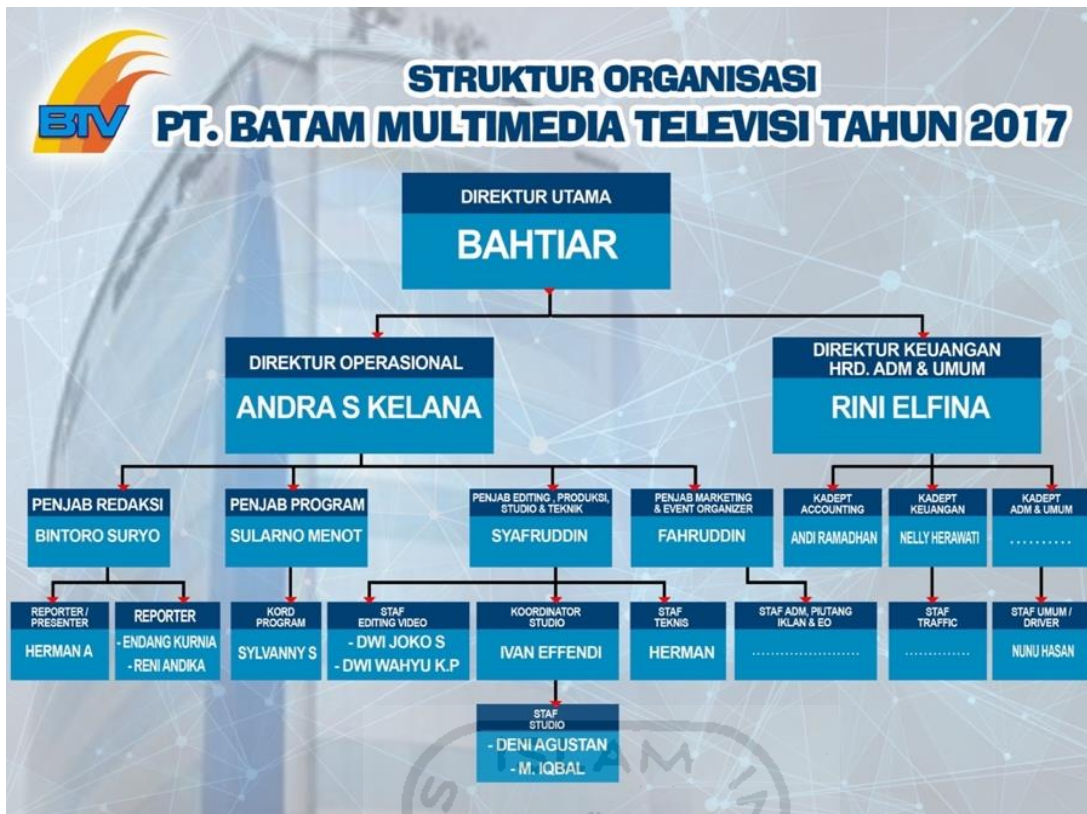 BTV
STRUKTUR ORGANISASI
PT. BATAM MULTIMEDIA TELEVISI TAHUN 2017
DIREKTUR UTAMA
BAHTIAR
DIREKTUR OPERASIONAL
ANDRA S KELANA
DIREKTUR KEUANGAN
HRD. ADM & UMUM
RINI ELFINA
PENJAB REDAKSI
BINTORO SURYO
PENJAB PROGRAM
SULARNO MENOT
PENJAB EDITING , PRODUKSI,
STUDIO & TEKNIK
SYAFRUDDIN
PENJAB MARKETING
& EVENT ORGANIZER
FAHRUDDIN
KADEPT
ACCOUNTING
ANDI RAMADHAN
KADEPT
KEUANGAN
NELLY HERAWATI
KADEPT
ADM & UMUM
..........
REPORTER /
PRESENTER
HERMAN A
REPORTER
- ENDANG KURNIA
- RENI ANDIKA
KORD
PROGRAM
SYLVANNY S
STAF
EDITING VIDEO
- DWI JOKO S
- DWI WAHYU K.P
KOORDINATOR
STUDIO
IVAN EFFENDI
STAF
TEKNIS
HERMAN
STAF ADM, PIUTANG
IKLAN & EO
......................
STAF
TRAFFIC
.............
STAF UMUM /
DRIVER
NUNU HASAN
STAF
STUDIO
- DENI AGUSTAN
- M. IQBAL
ISLAM